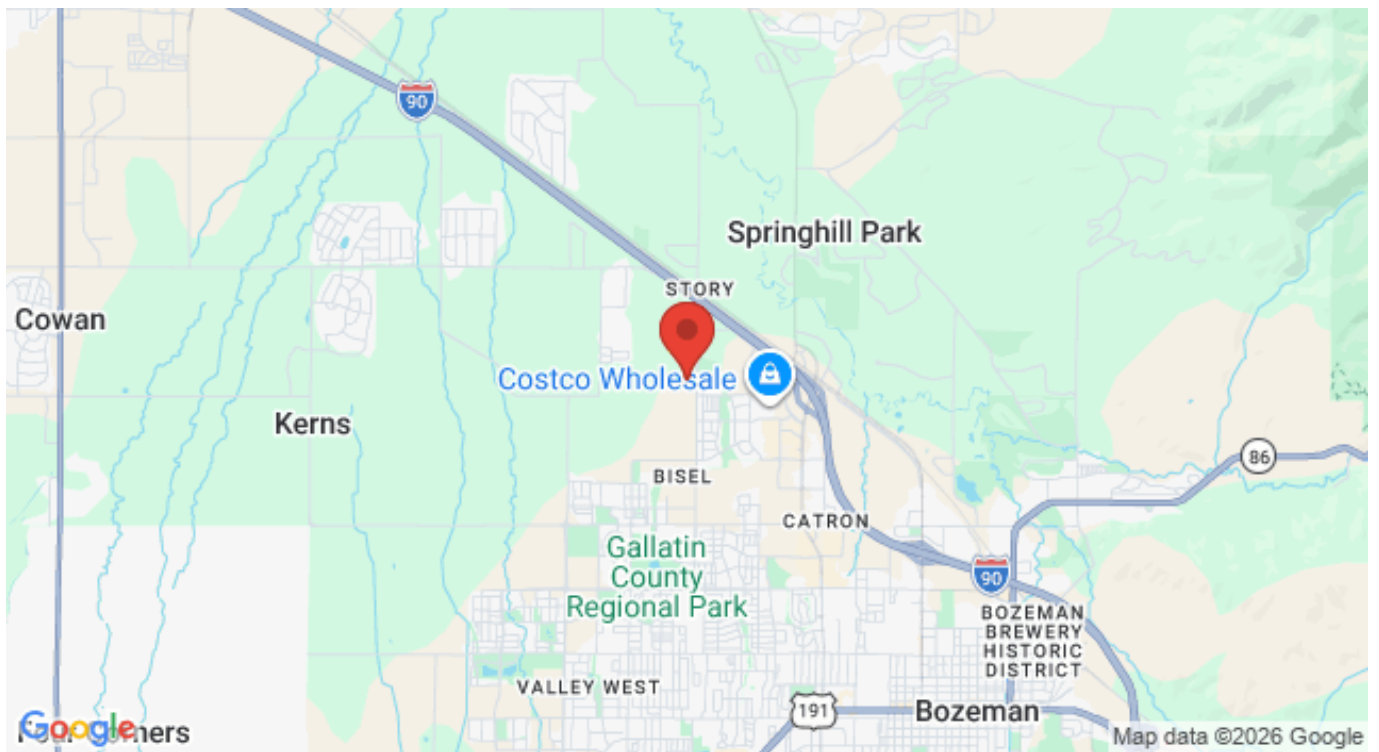 90
Springhill Park
STORY
Cowan
Costco Wholesale
Kerns
86
BISEL
CATRON
Gallatin
County
Regional Park
90
BOZEMAN
BREWERY
HISTORIC
DISTRICT
VALLEY WEST
191
Bozeman
Google
Map data ©2026 Google